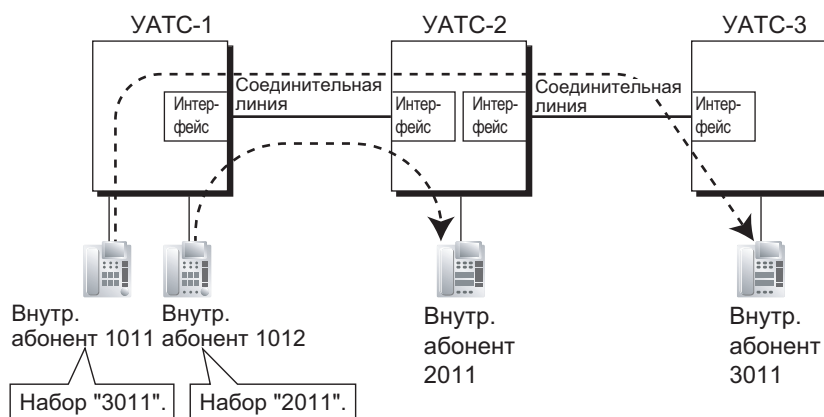 УАТС-1
УАТС-2
УАТС-3
Соединительная
линия
Соединительная
линия
Интер-
фейс
Интер-
фейс
Интер-
фейс
Интер-
фейс
Внутр.
абонент 1011
Внутр.
абонент 1012
Внутр.
абонент
2011
Внутр.
абонент
3011
Набор "3011".
Набор "2011".